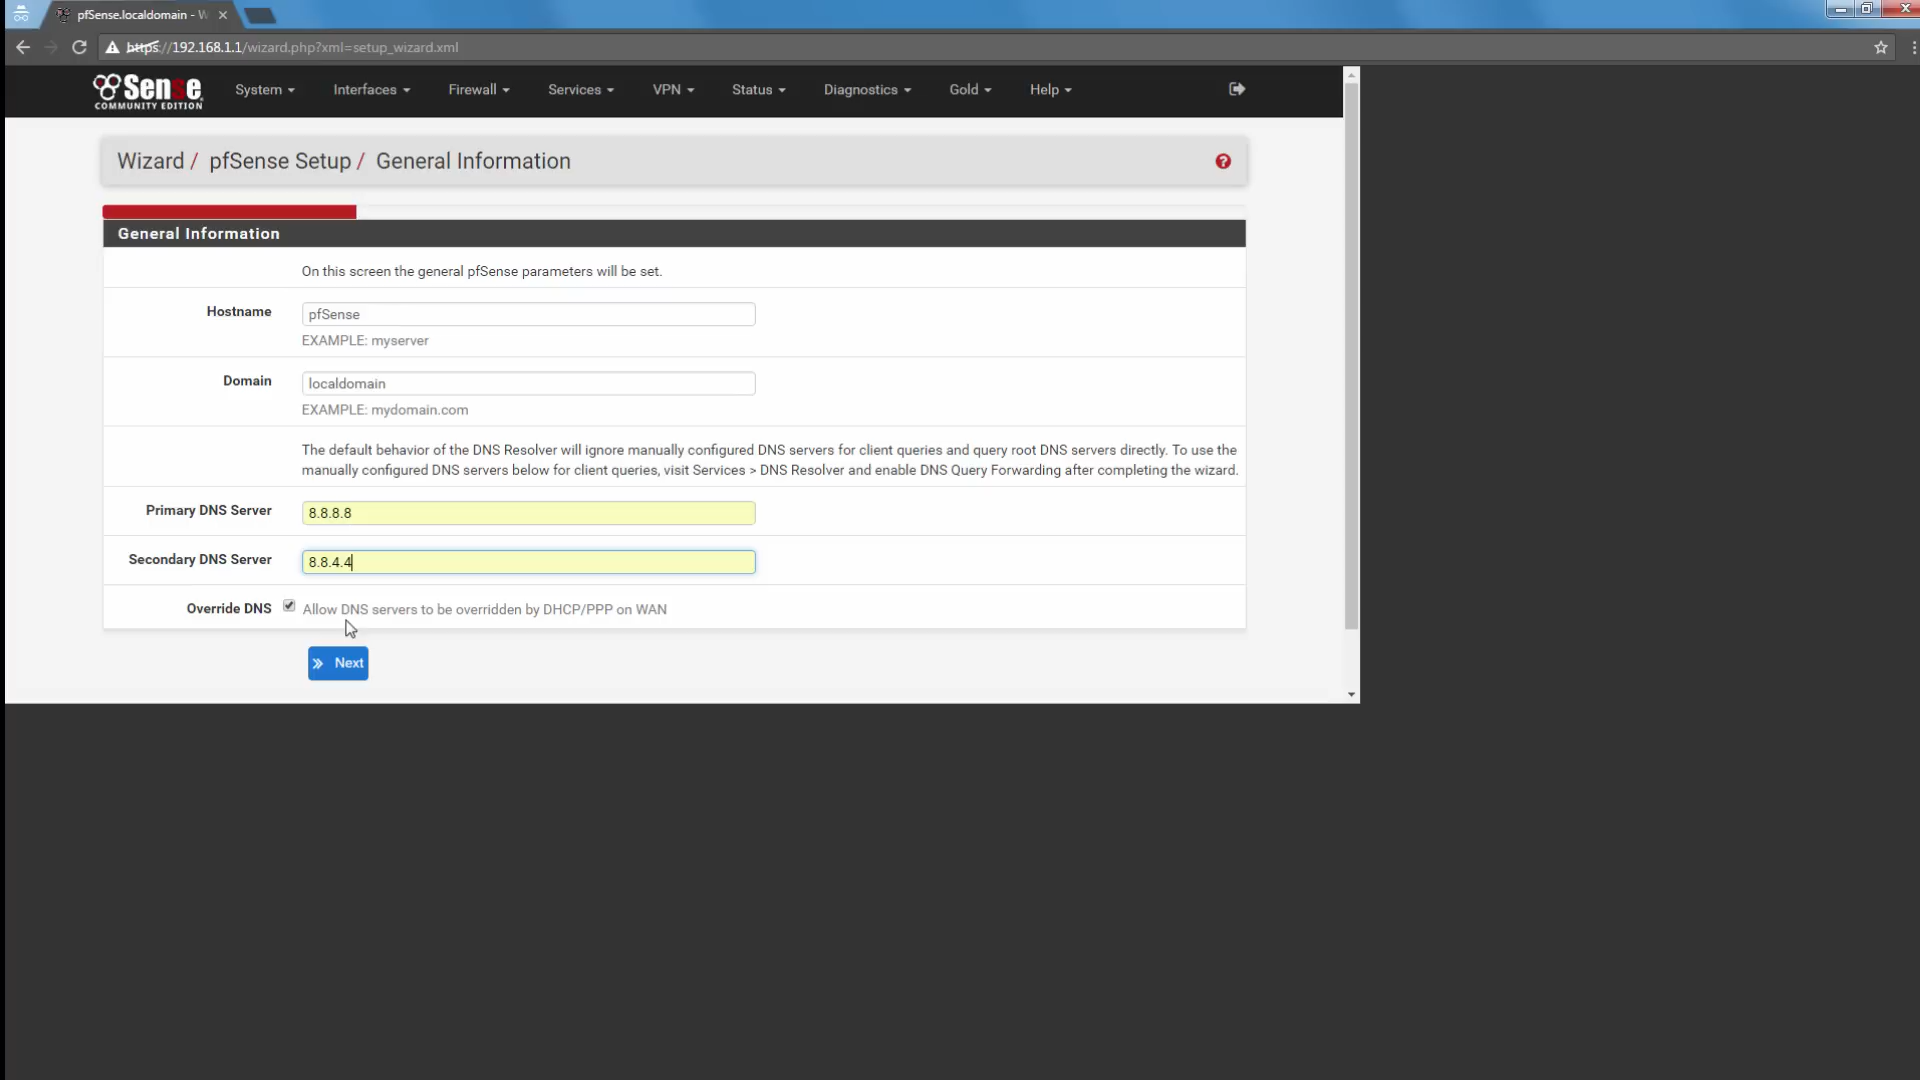 pfSense.localdomain - W
https://192.168.1.1/wizard.php?xml=setup_wizard.xml
Sense
COMMUNITY EDITION
System
Interfaces
Firewall
Services
VPN
Status
Diagnostics
Gold
Help
Wizard / pfSense Setup / General Information
General Information
On this screen the general pfSense parameters will be set.
Hostname
pfSense
EXAMPLE: myserver
Domain
localdomain
EXAMPLE: mydomain.com
The default behavior of the DNS Resolver will ignore manually configured DNS servers for client queries and query root DNS servers directly. To use the
manually configured DNS servers below for client queries, visit Services > DNS Resolver and enable DNS Query Forwarding after completing the wizard.
Primary DNS Server
8.8.8.8
Secondary DNS Server
8.8.4.4
Override DNS
Allow DNS servers to be overridden by DHCP/PPP on WAN
Next